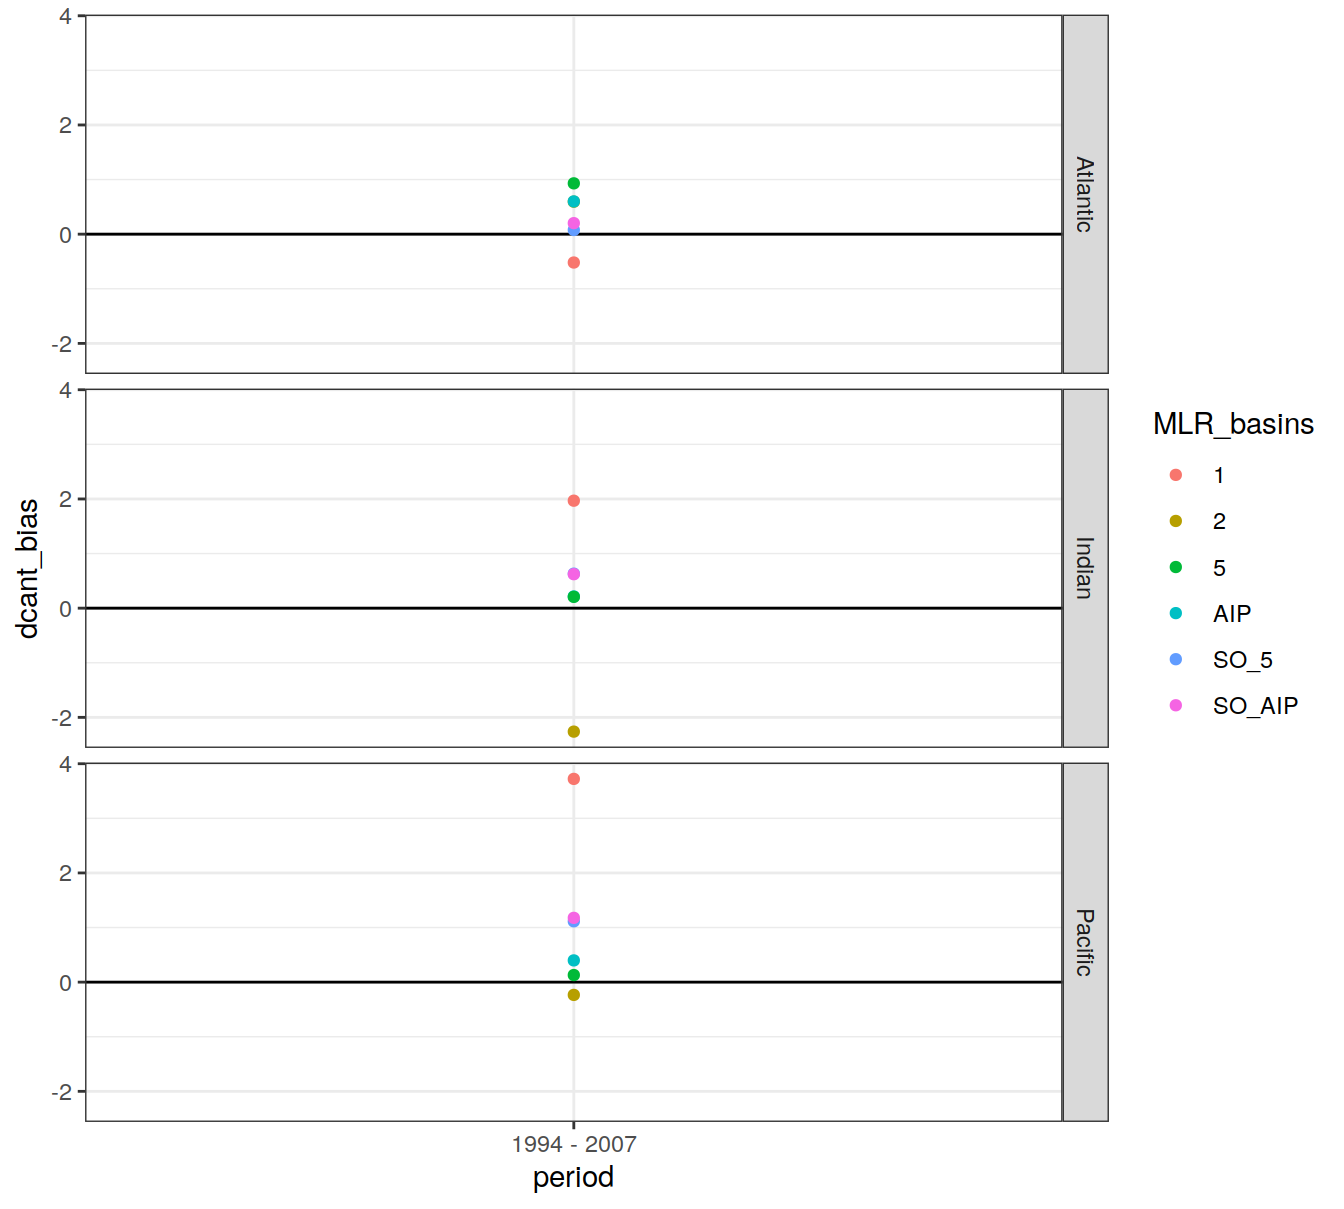 4
2
0
-2
Atlantic
4
2
0
-2
Indian
4
2
0
-2
Pacific
dcant_bias
1994 - 2007
period
MLR_basins
1
2
5
AIP
SO_5
SO_AIP